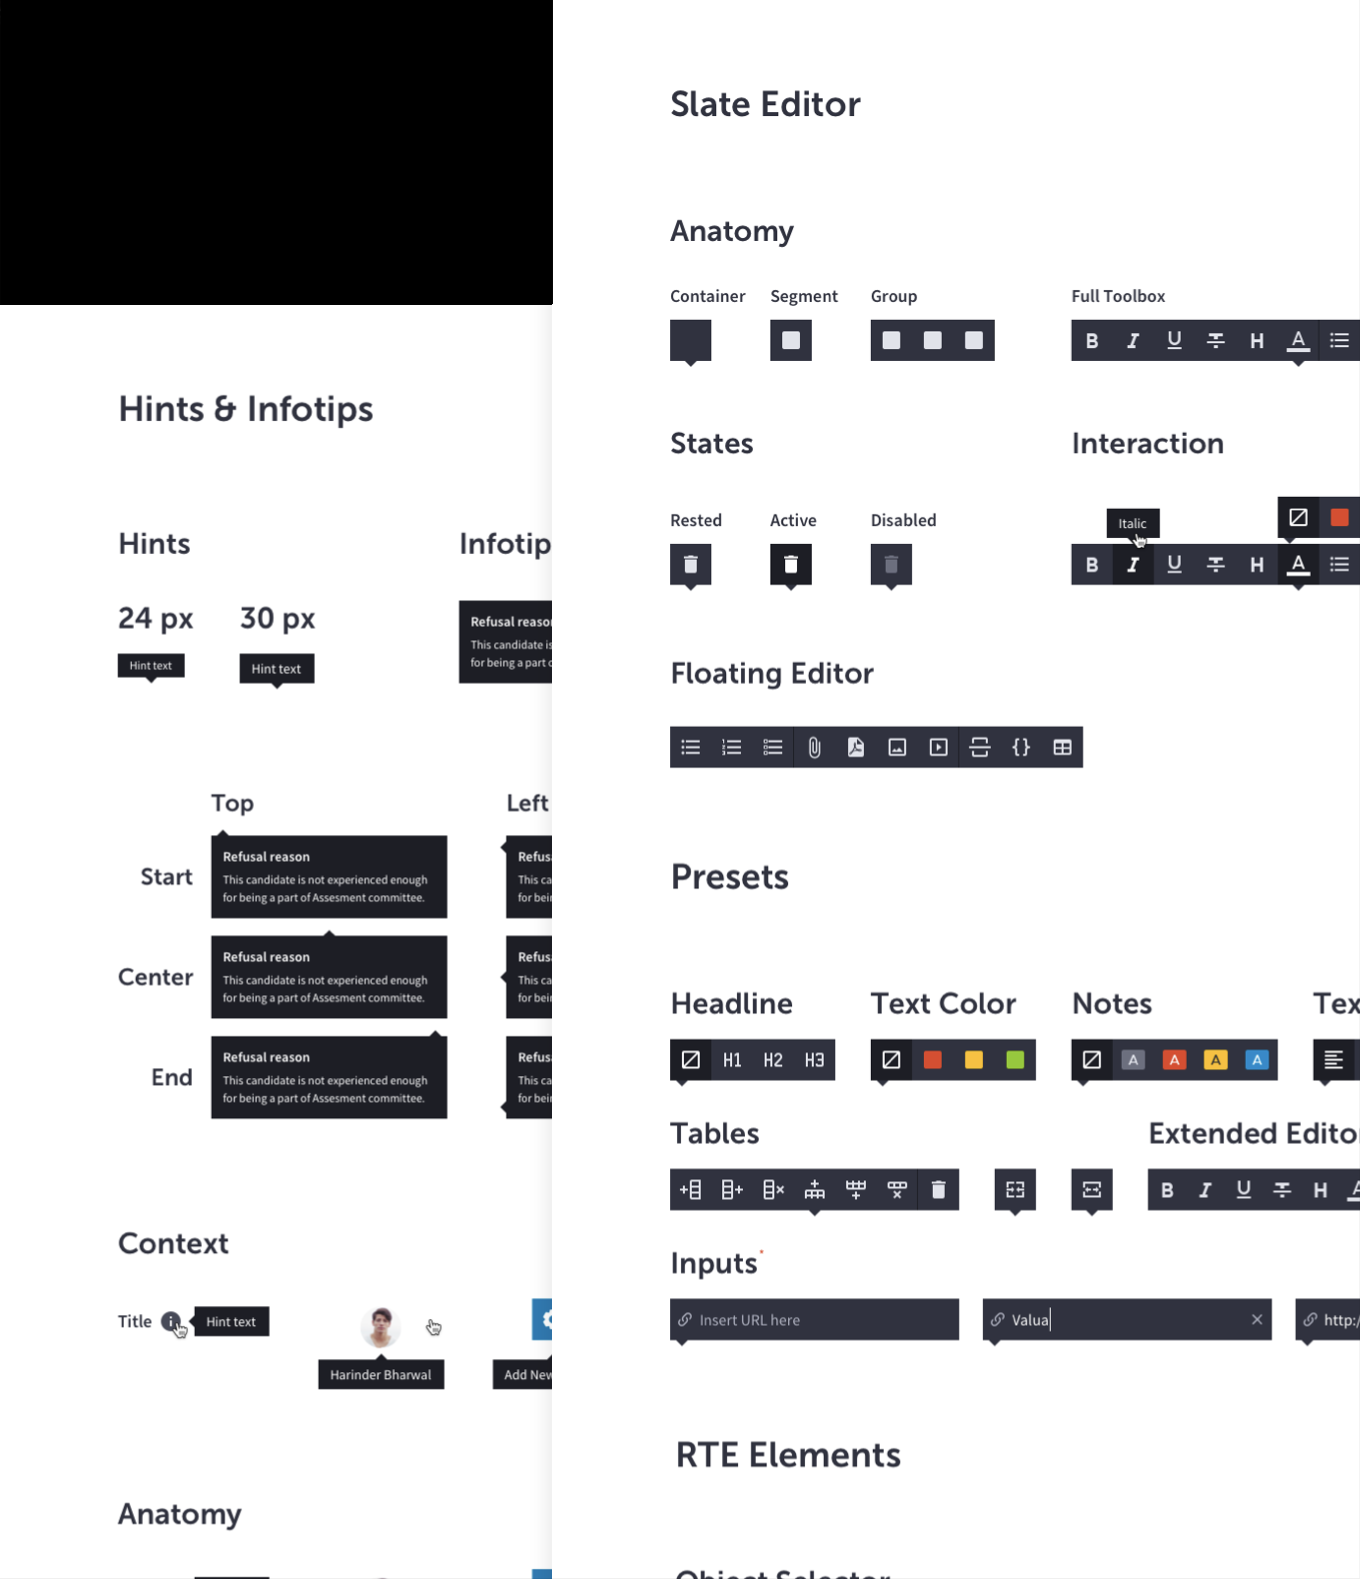 Hints & Infotips
Hints
24 px
30 px
Hint text
Hint text
Infotip
Refusal reason
This candidate is
for being a part
Top
Left
Start
Refusal reason
This candidate is not experienced enough
for being a part of Assesment committee.
Center
Refusal reason
This candidate is not experienced enough
for being a part of Assesment committee.
End
Refusal reason
This candidate is not experienced enough
for being a part of Assesment committee.
Refus
This ca
for bei
Refus
This ca
for bei
Refus
This ca
for bei
Context
Title
Hint text
Harinder Bharwal
Add New
Anatomy
Slate Editor
Anatomy
Container
Segment
Group
Full Toolbox
B I U T H A
States
Interaction
Rested
Active
Disabled
Italic
B I U T H A
Floating Editor
Presets
Headline
Text Color
Notes
Tex
H1 H2 H3
A A A A
Tables
Extended Edito
B I U T H A
Inputs
Insert URL here
Valua
http:/
RTE Elements
Object Selector